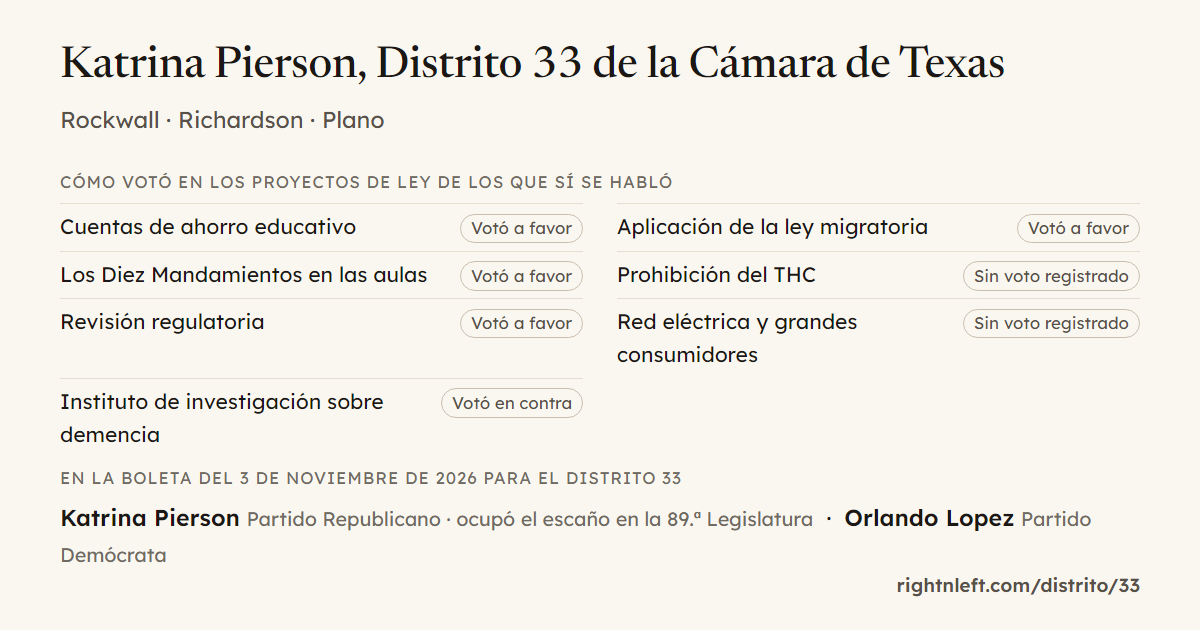 Katrina Pierson, Distrito 33 de la Cámara de Texas
Rockwall · Richardson · Plano
CÓMO VOTÓ EN LOS PROYECTOS DE LEY DE LOS QUE SÍ SE HABLÓ
Cuentas de ahorro educativo Votó a favor
Aplicación de la ley migratoria Votó a favor
Los Diez Mandamientos en las aulas Votó a favor
Prohibición del THC Sin voto registrado
Revisión regulatoria Votó a favor
Red eléctrica y grandes Sin voto registrado
consumidores
Instituto de investigación sobre Votó en contra
demencia
EN LA BOLETA DEL 3 DE NOVIEMBRE DE 2026 PARA EL DISTRITO 33
Katrina Pierson Partido Republicano · ocupó el escaño en la 89.ª Legislatura · Orlando Lopez Partido
Demócrata
rightnleft.com/distrito/33